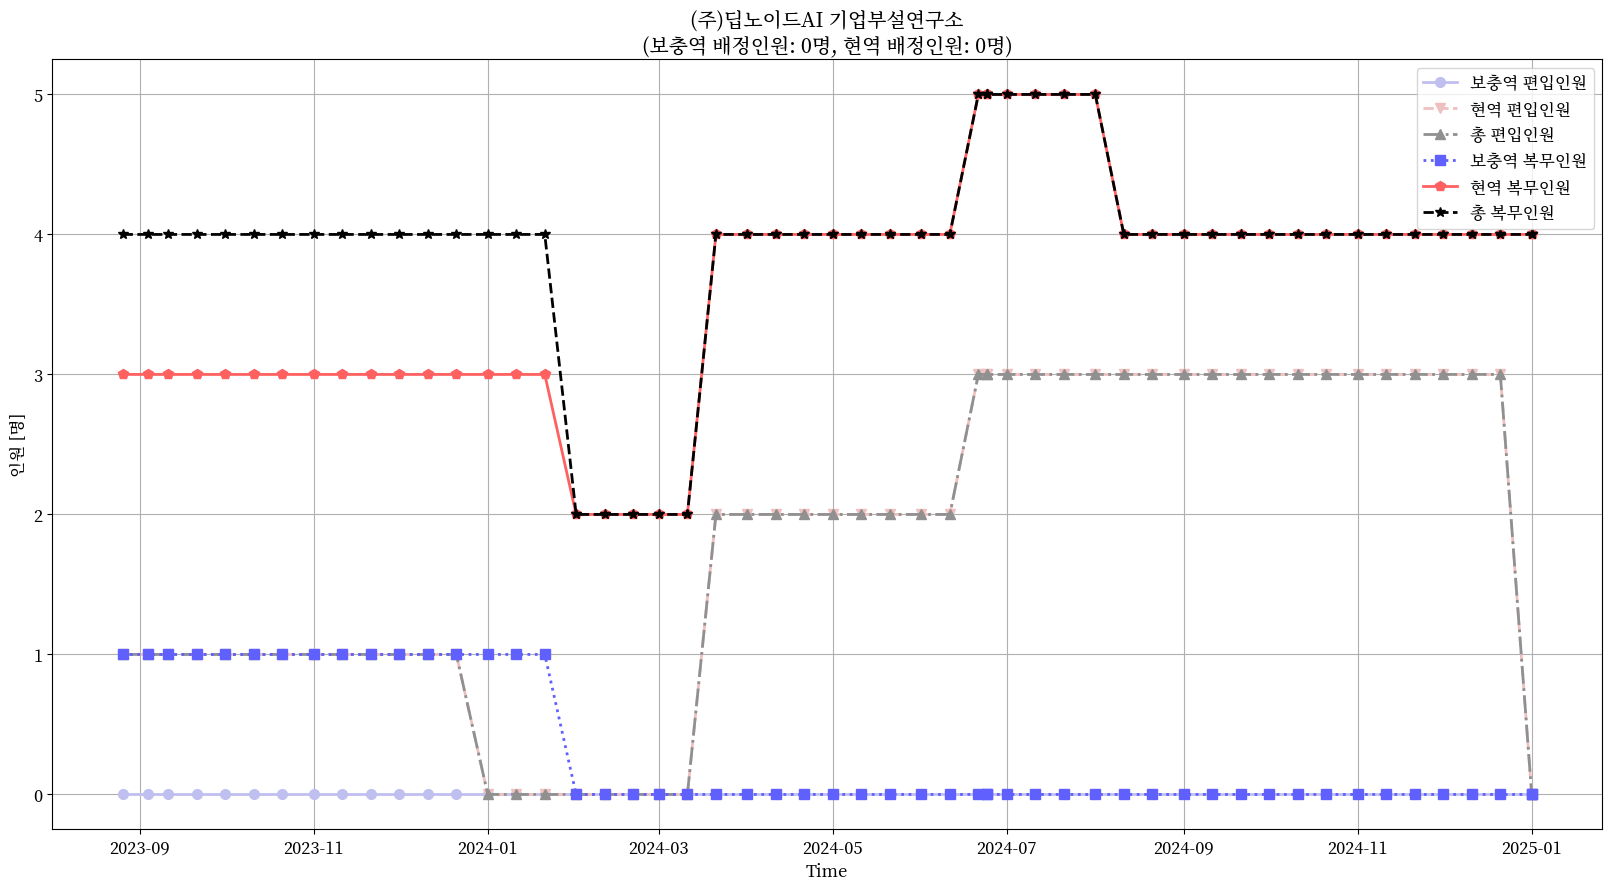 (주)딥노이드AI 기업부설연구소
(보충역 배정인원: 0명, 현역 배정인원: 0명)
보충역 편입인원
현역 편입인원
총 편입인원
보충역 복무인원
현역 복무인원
총 복무인원
인원 [명]
5
4
3
2
1
0
2023-09
2023-11
2024-01
2024-03
2024-05
2024-07
2024-09
2024-11
2025-01
Time